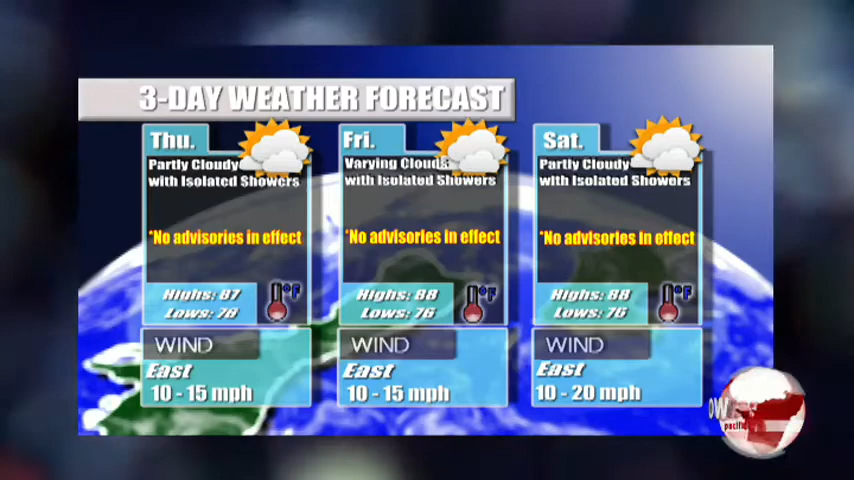 3-DAY WEATHER FORECAST
Thu.
Partly Cloudy
with Isolated Showers
*No advisories in effect
Highs: 87
Lows: 78
°F
WIND
East
10 - 15 mph
Fri.
Varying Clouds
with Isolated Showers
*No advisories in effect
Highs: 88
Lows: 76
°F
WIND
East
10 - 15 mph
Sat.
Partly Cloudy
with Isolated Showers
*No advisories in effect
Highs: 88
Lows: 76
°F
WIND
East
10 - 20 mph
pacific